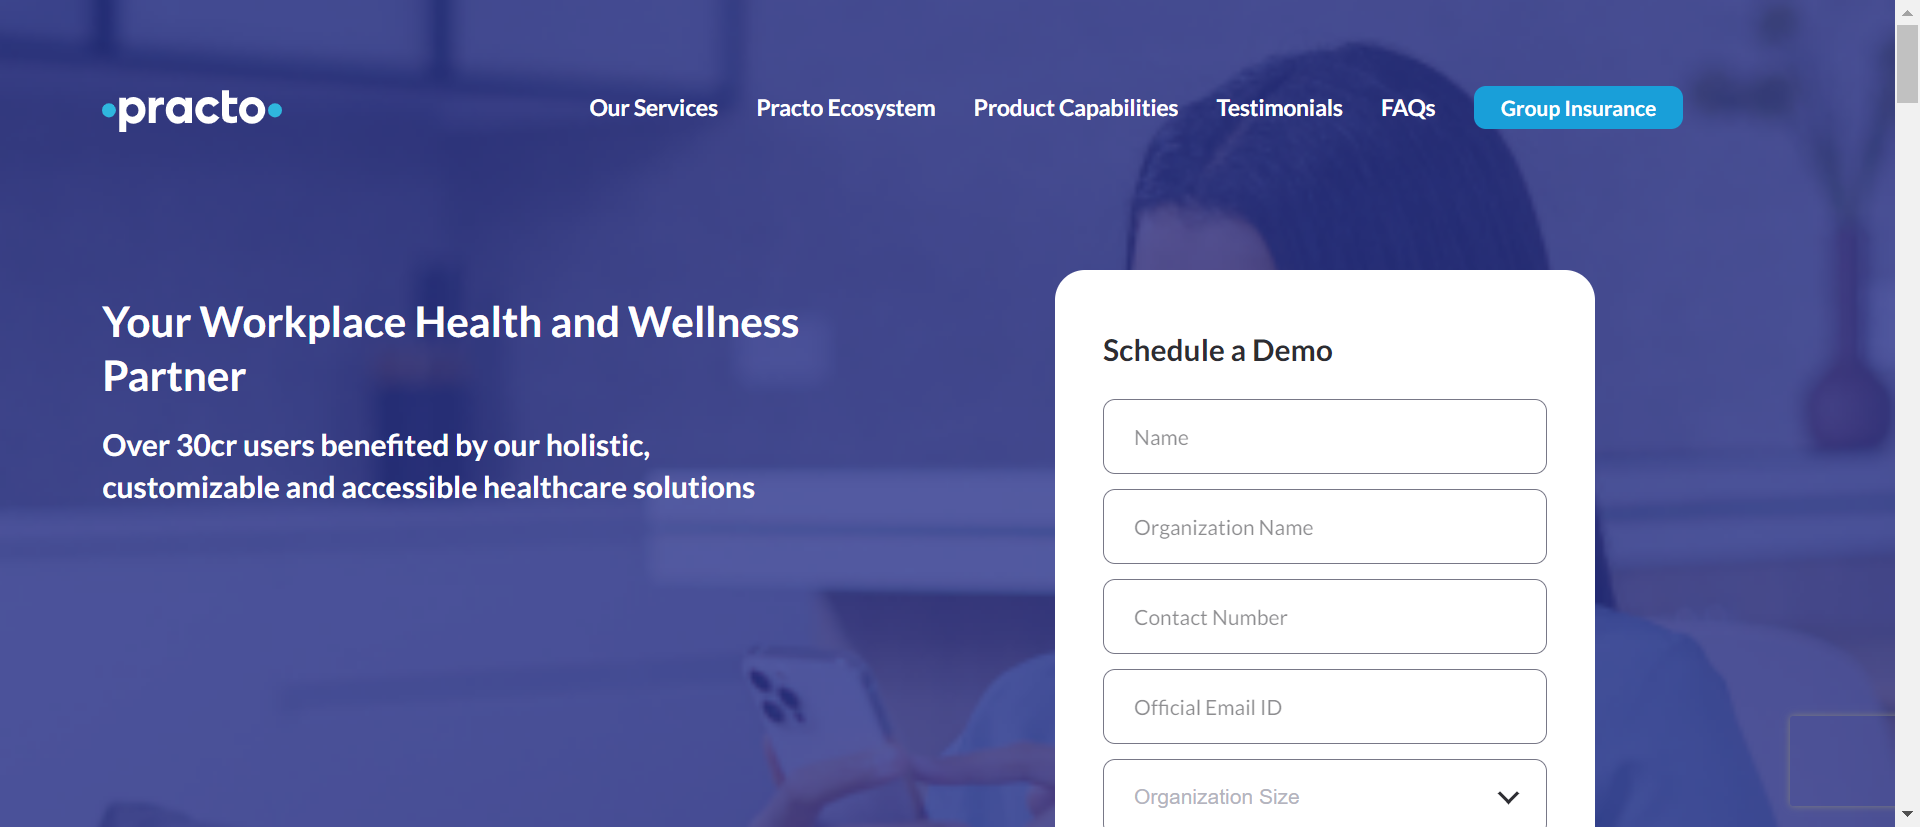 practo
Our Services
Practo Ecosystem
Product Capabilities
Testimonials
FAQs
Group Insurance
Your Workplace Health and Wellness
Partner
Over 30cr users benefited by our holistic,
customizable and accessible healthcare solutions
Schedule a Demo
Name
Organization Name
Contact Number
Official Email ID
Organization Size